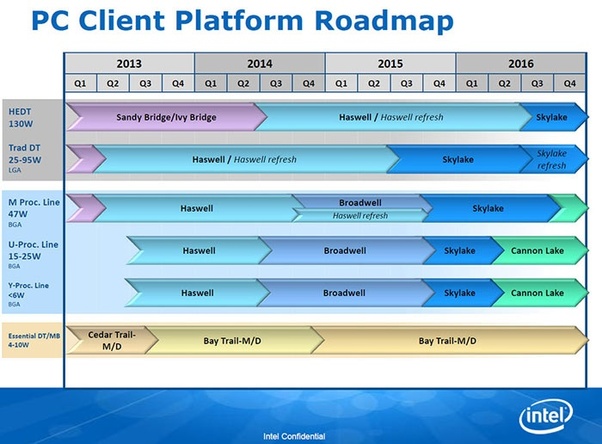 PC Client Platform Roadmap
2013 2014 2015 2016
Q1 Q2 Q3 Q4 Q1 Q2 Q3 Q4 Q1 Q2 Q3 Q4 Q1 Q2 Q3 Q4
HEDT
130W
Sandy Bridge/Ivy Bridge Haswell / Haswell refresh Skylake
Trad DT
25-95W
LGA
Haswell / Haswell refresh Skylake Skylake
refresh
M Proc. Line
47W
BGA
Haswell Broadwell Skylake
Haswell refresh
U-Proc. Line
15-25W
BGA
Haswell Broadwell Skylake Cannon Lake
Y-Proc. Line
<6W
BGA
Haswell Broadwell Skylake Cannon Lake
Essential DT/MB
4-10W
Cedar Trail-
M/D
Bay Trail-M/D Bay Trail-M/D
intel
Intel Confidential